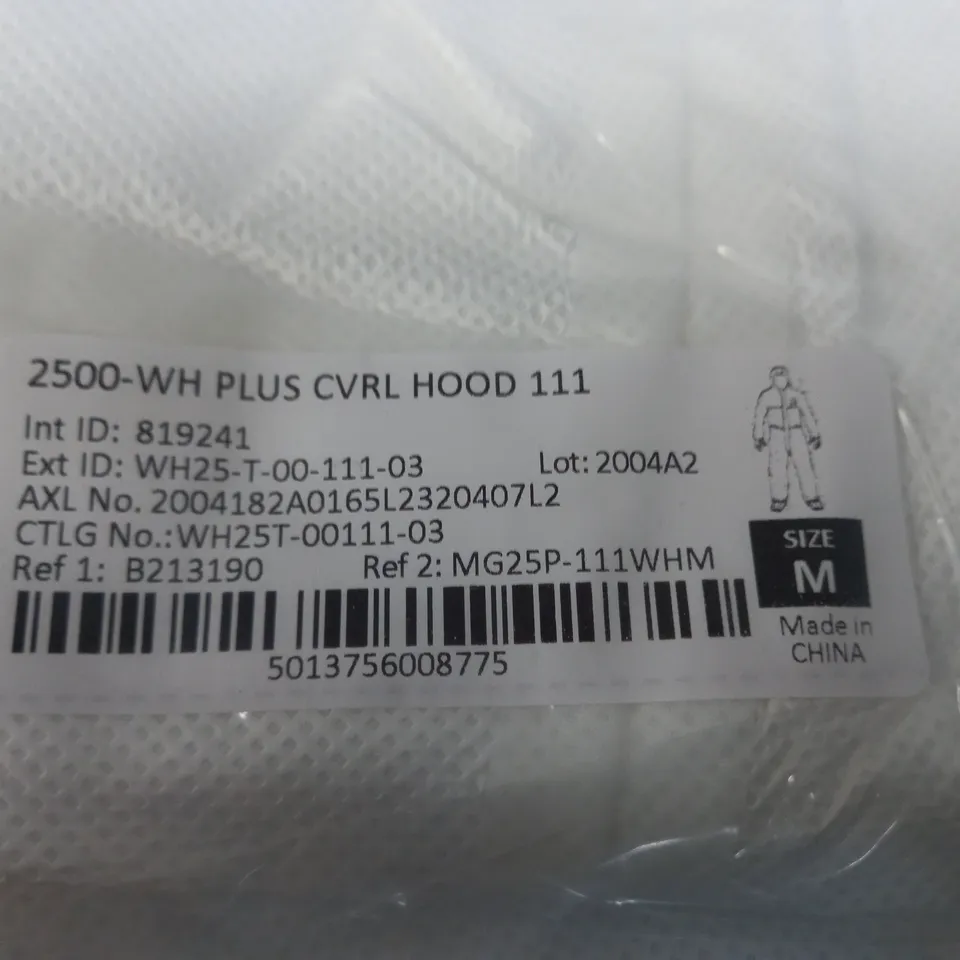 2500-WH PLUS CVRL HOOD 111
Int ID: 819241
Ext ID: WH25-T-00-111-03 Lot: 2004A2
AXL No. 2004182A0165L2320407L2
CTLG No.:WH25T-00111-03
Ref 1: B213190 Ref 2: MG25P-111WHM
5013756008775
SIZE
M
Made in
CHINA